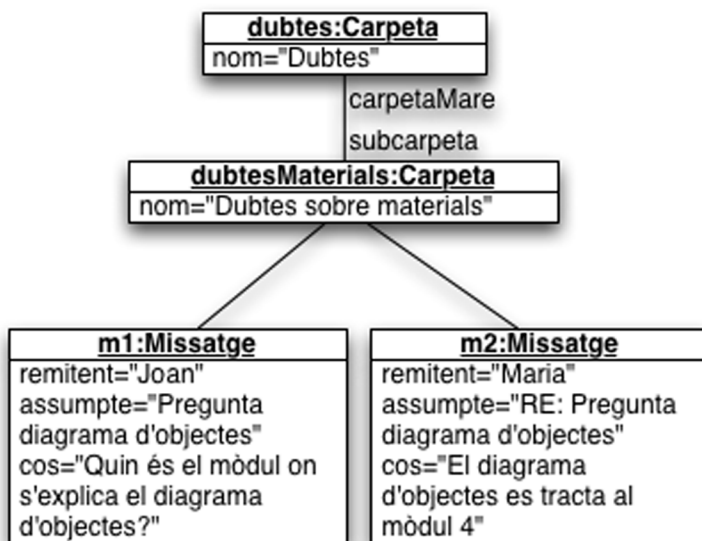 dubtes:Carpeta
nom="Dubtes"
carpetaMare
subcarpeta
dubtesMaterials:Carpeta
nom="Dubtes sobre materials"
m1:Missatge
remitent="Joan"
assumpte="Pregunta
diagrama d'objectes"
cos="Quin és el mòdul on
s'explica el diagrama
d'objectes?"
m2:Missatge
remitent="Maria"
assumpte="RE: Pregunta
diagrama d'objectes"
cos="El diagrama
d'objectes es tracta al
mòdul 4"